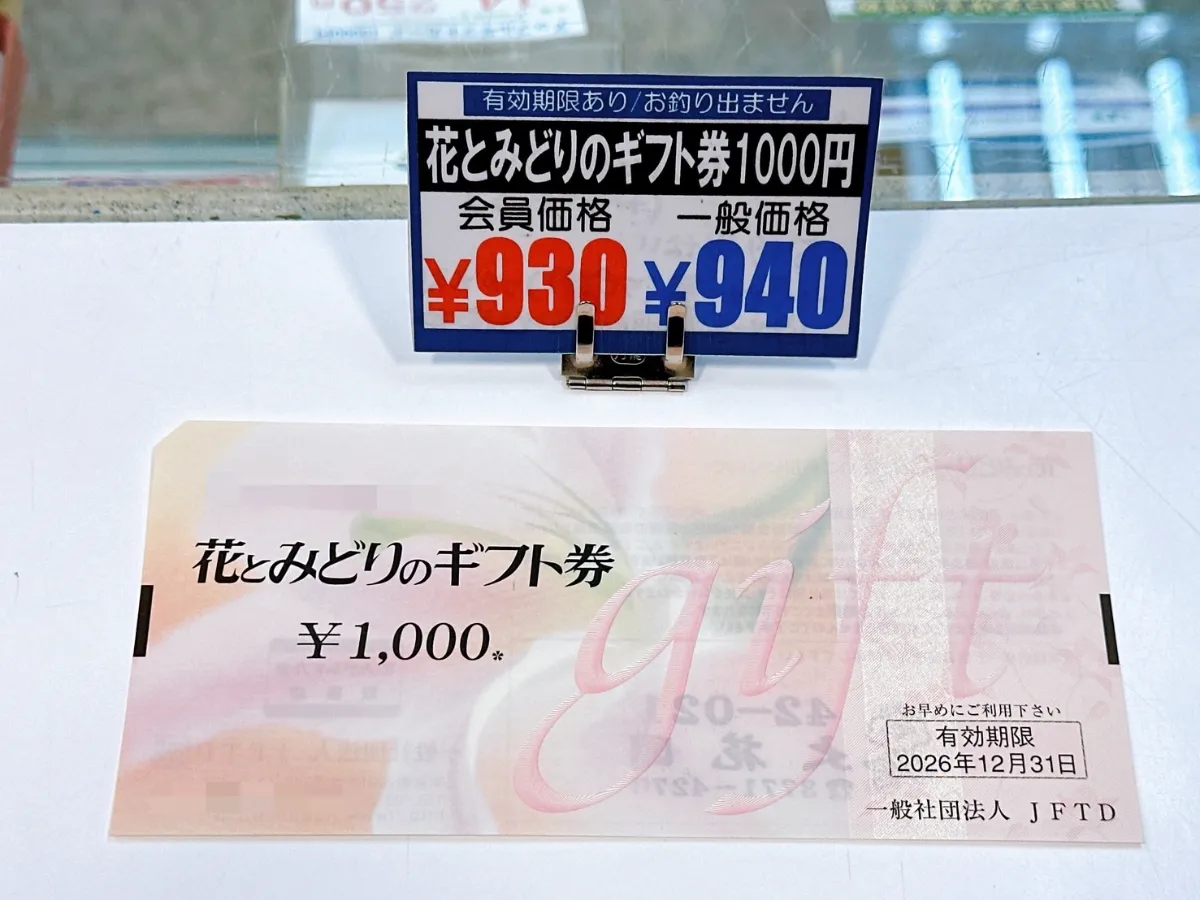 有効期限あり/お釣り出ません
花とみどりのギフト券1000円
会員価格 一般価格
¥930 ¥940
花とみどりのギフト券
¥1,000*
gift
お早めにご利用下さい
有効期限
2026年12月31日
一般社団法人 JFTD